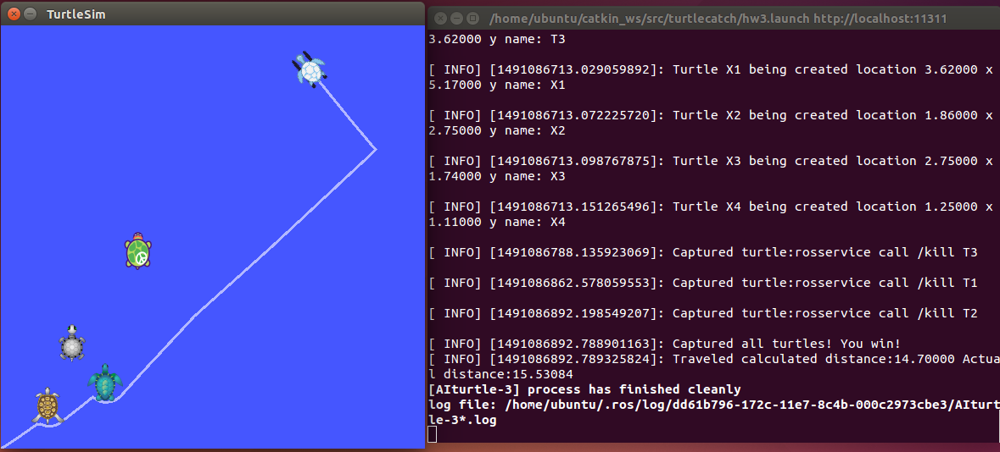 TurtleSim
/home/ubuntu/catkin_ws/src/turtlecatch/hw3.launch http://localhost:11311
3.62000 y name: T3
[ INFO] [1491086713.029059892]: Turtle X1 being created location 3.62000 x
5.17000 y name: X1
[ INFO] [1491086713.072225720]: Turtle X2 being created location 1.86000 x
2.75000 y name: X2
[ INFO] [1491086713.098767875]: Turtle X3 being created location 2.75000 x
1.74000 y name: X3
[ INFO] [1491086713.151265496]: Turtle X4 being created location 1.25000 x
1.11000 y name: X4
[ INFO] [1491086788.135923069]: Captured turtle:rosservice call /kill T3
[ INFO] [1491086862.578059553]: Captured turtle:rosservice call /kill T1
[ INFO] [1491086892.198549207]: Captured turtle:rosservice call /kill T2
[ INFO] [1491086892.788901163]: Captured all turtles! You win!
[ INFO] [1491086892.789325824]: Traveled calculated distance:14.70000 Actua
l distance:15.53084
[AIturtle-3] process has finished cleanly
log file: /home/ubuntu/.ros/log/dd61b796-172c-11e7-8c4b-000c2973cbe3/AIturt
le-3*.log